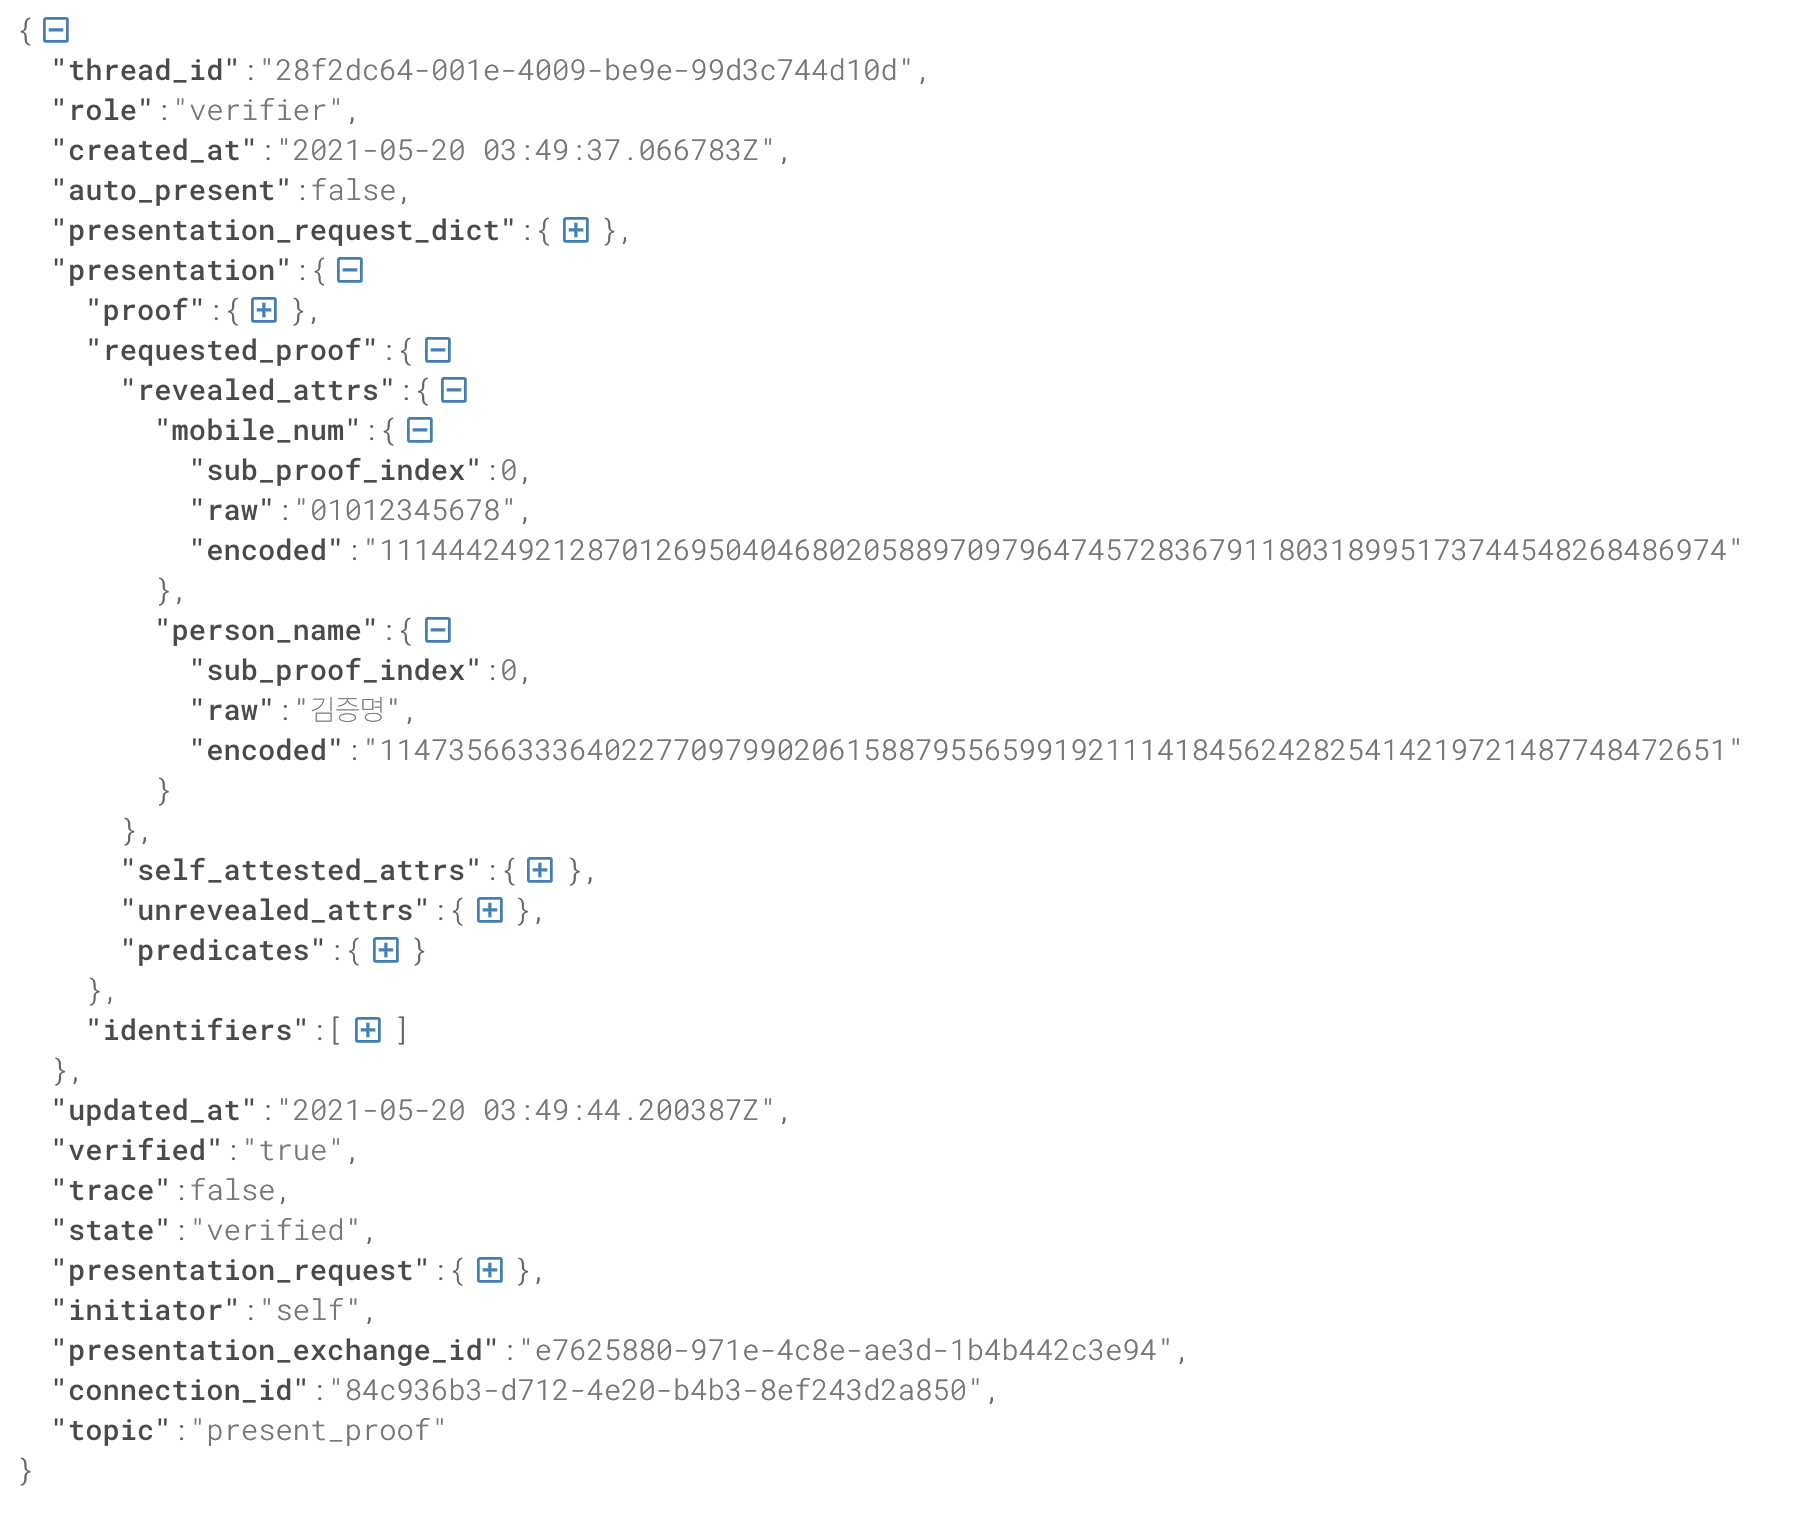 {
"thread_id":"28f2dc64-001e-4009-be9e-99d3c744d10d",
"role":"verifier",
"created_at":"2021-05-20 03:49:37.066783Z",
"auto_present":false,
"presentation_request_dict":{ },
"presentation":{
"proof":{ },
"requested_proof":{
"revealed_attrs":{
"mobile_num":{
"sub_proof_index":0,
"raw":"01012345678",
"encoded":"111444249212870126950404680205889709796474572836791180318995173744548268486974"
},
"person_name":{
"sub_proof_index":0,
"raw":"김증명",
"encoded":"114735663336402277097990206158879556599192111418456242825414219721487748472651"
}
},
"self_attested_attrs":{ },
"unrevealed_attrs":{ },
"predicates":{ }
},
"identifiers":[ ]
},
"updated_at":"2021-05-20 03:49:44.200387Z",
"verified":"true",
"trace":false,
"state":"verified",
"presentation_request":{ },
"initiator":"self",
"presentation_exchange_id":"e7625880-971e-4c8e-ae3d-1b4b442c3e94",
"connection_id":"84c936b3-d712-4e20-b4b3-8ef243d2a850",
"topic":"present_proof"
}